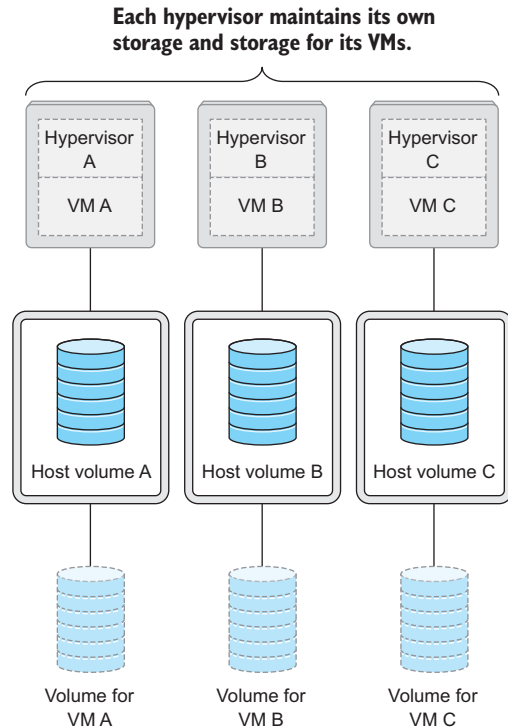 Each hypervisor maintains its own
storage and storage for its VMs.
Hypervisor
A
VM A
Hypervisor
B
VM B
Hypervisor
C
VM C
Host volume A
Host volume B
Host volume C
Volume for
VM A
Volume for
VM B
Volume for
VM C